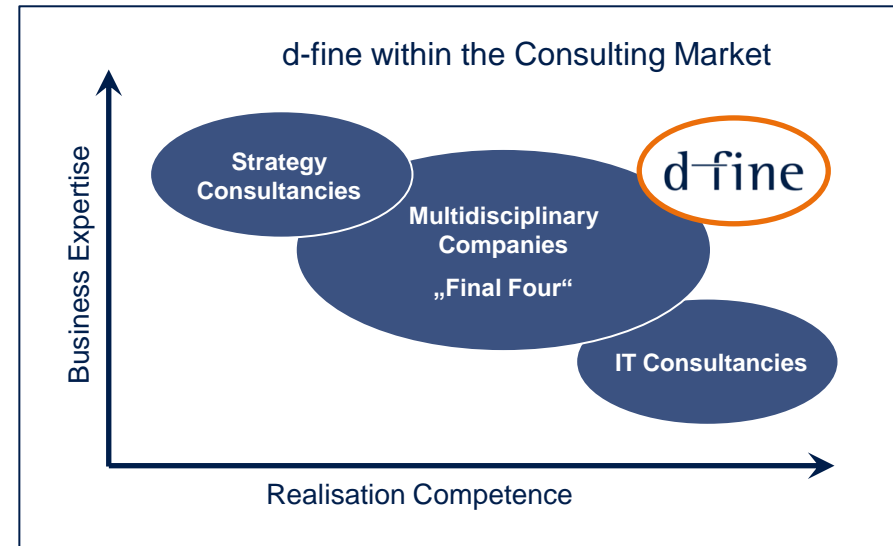 d-fine within the Consulting Market
Business Expertise
Strategy
Consultancies
Multidisciplinary
Companies
„Final Four“
d-fine
IT Consultancies
Realisation Competence